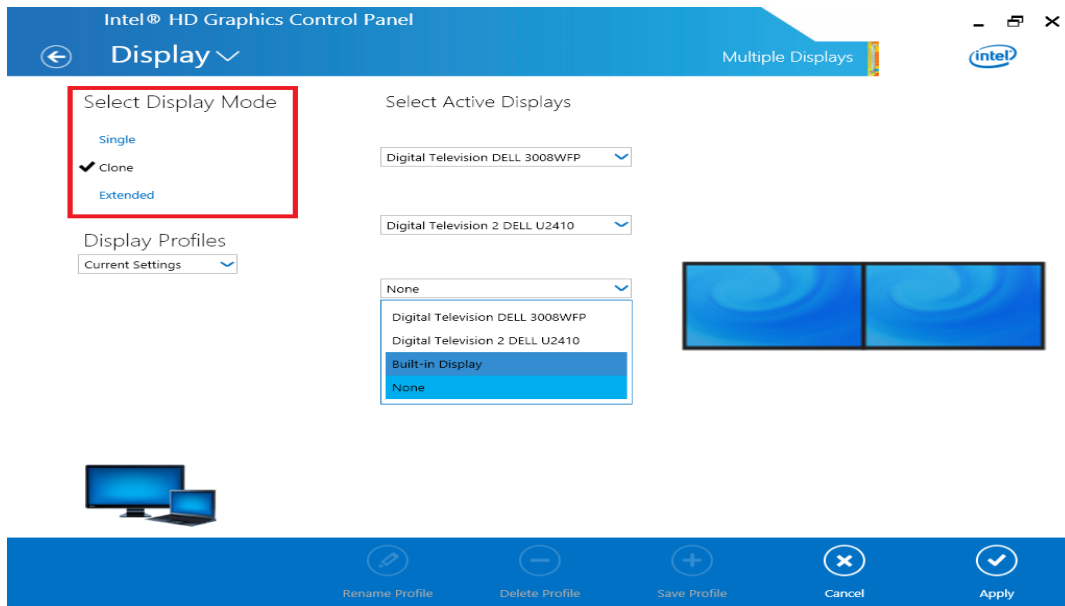 Intel® HD Graphics Control Panel
Display
Multiple Displays
intel
Select Display Mode
Single
Clone
Extended
Display Profiles
Current Settings
Select Active Displays
Digital Television DELL 3008WFP
Digital Television 2 DELL U2410
None
Digital Television DELL 3008WFP
Digital Television 2 DELL U2410
Built-in Display
None
Rename Profile
Delete Profile
Save Profile
Cancel
Apply